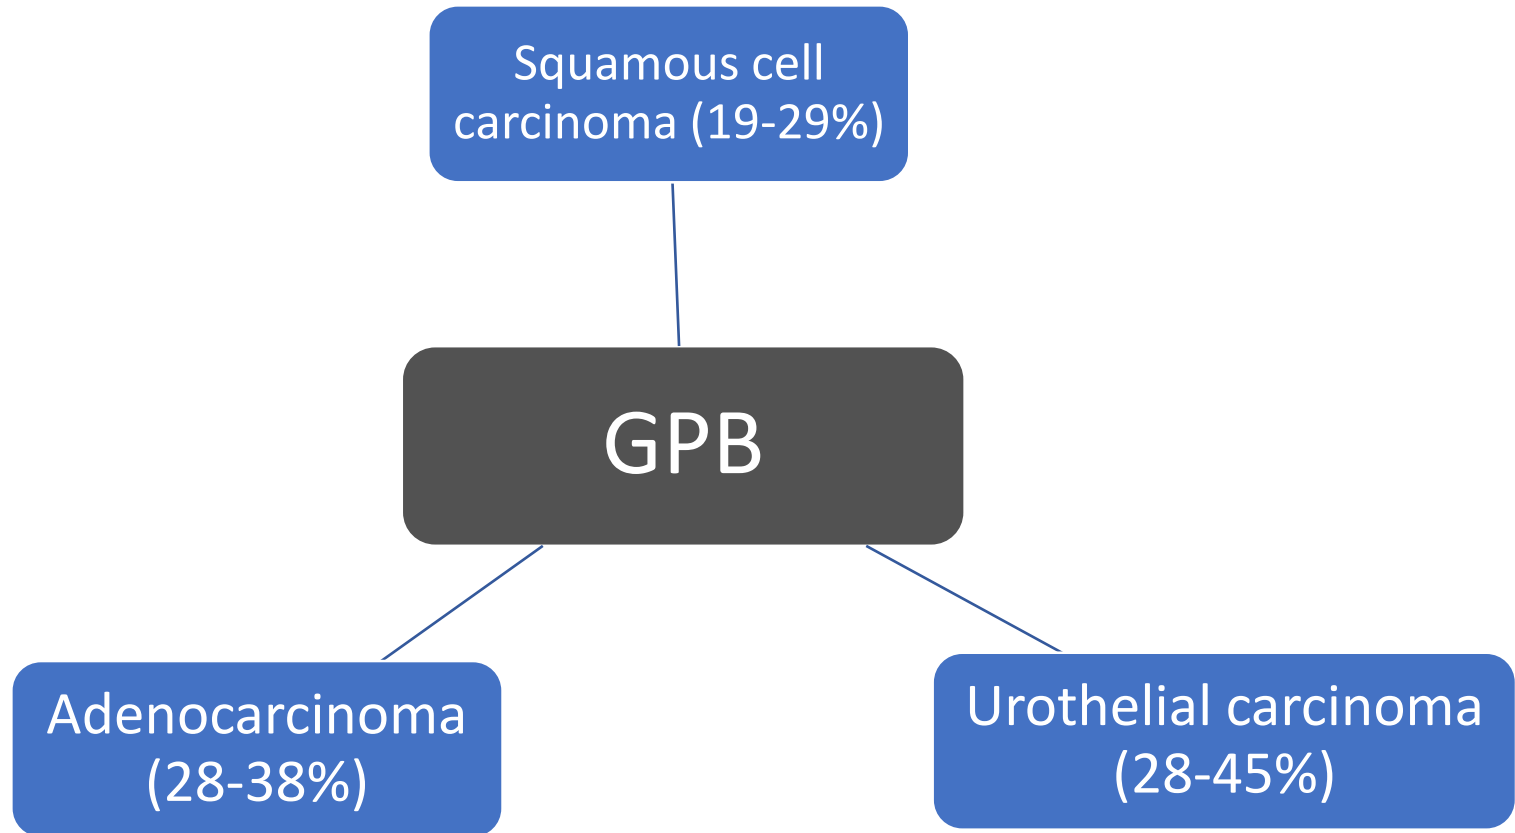 Squamous cell
carcinoma (19-29%)
GPB
Adenocarcinoma
(28-38%)
Urothelial carcinoma
(28-45%)